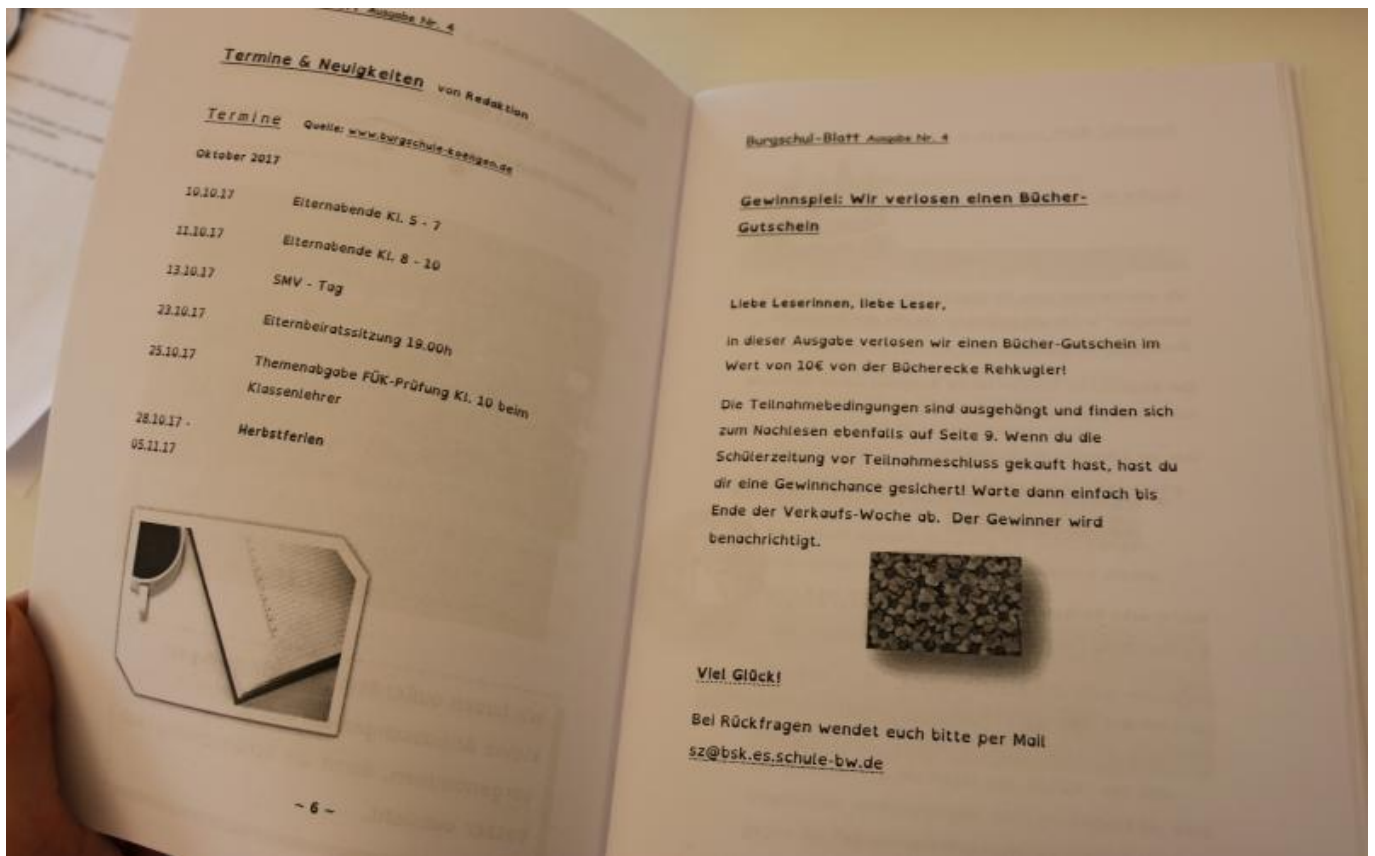 Ausgabe Nr. 4
Termine & Neuigkeiten von Redaktion
Termine Quelle: www.burgschule-koengen.de
Oktober 2017
10.10.17 Elternabende Kl. 5 - 7
11.10.17 Elternabende Kl. 8 - 10
13.10.17 SMV - Tag
23.10.17 Elternbeiratssitzung 19.00h
25.10.17 Themenabgabe FÜK-Prüfung Kl. 10 beim
Klassenlehrer
28.10.17 - Herbstferien
05.11.17
~ 6 ~
Burgschul-Blatt Ausgabe Nr. 4
Gewinnspiel: Wir verlosen einen Bücher-
Gutschein
Liebe Leserinnen, liebe Leser,
in dieser Ausgabe verlosen wir einen Bücher-Gutschein im
Wert von 10€ von der Bücherecke Rehkugler!
Die Teilnahmebedingungen sind ausgehängt und finden sich
zum Nachlesen ebenfalls auf Seite 9. Wenn du die
Schülerzeitung vor Teilnahmeschluss gekauft hast, hast du
dir eine Gewinnchance gesichert! Warte dann einfach bis
Ende der Verkaufs-Woche ab. Der Gewinner wird
benachrichtigt.
Viel Glück!
Bei Rückfragen wendet euch bitte per Mail
sz@bsk.es.schule-bw.de